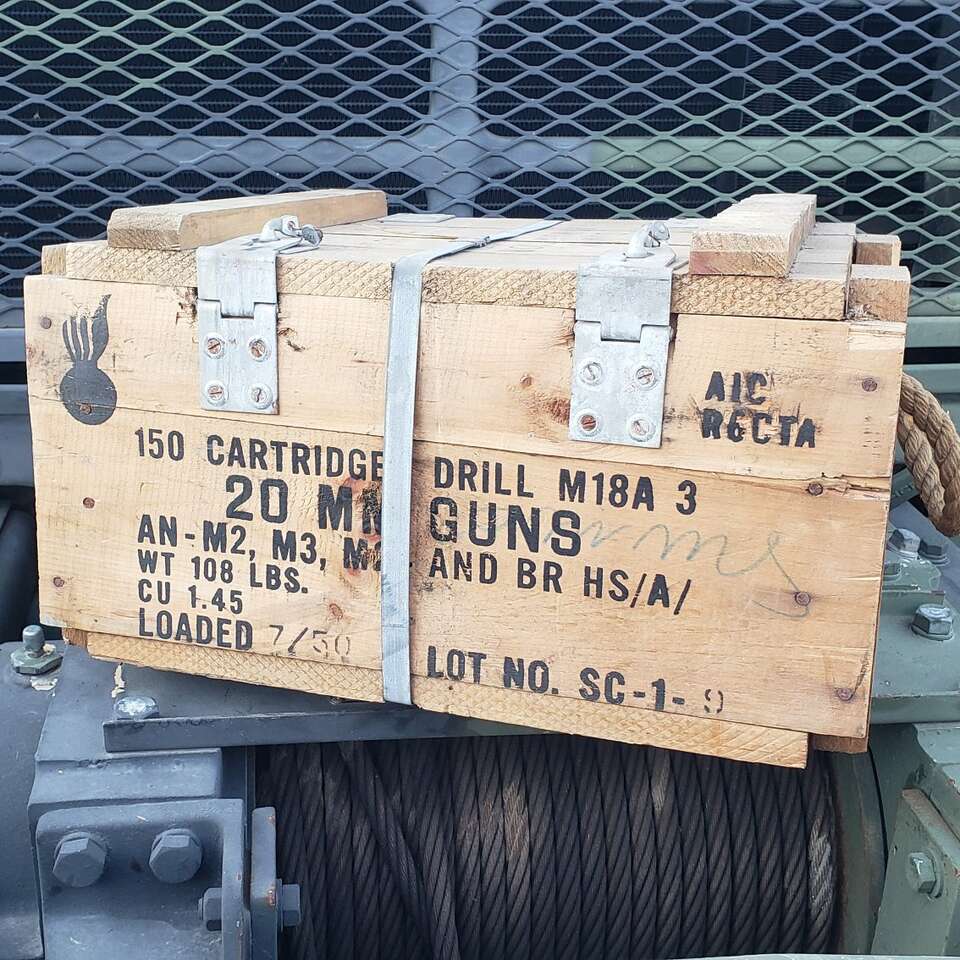 AIC
R6CTA
150 CARTRIDGE DRILL M18A 3
20 MM GUNS
AN-M2, M3, AND BR HS/A/
WT 108 LBS.
CU 1.45
LOADED 7/50
LOT NO. SC-1-9